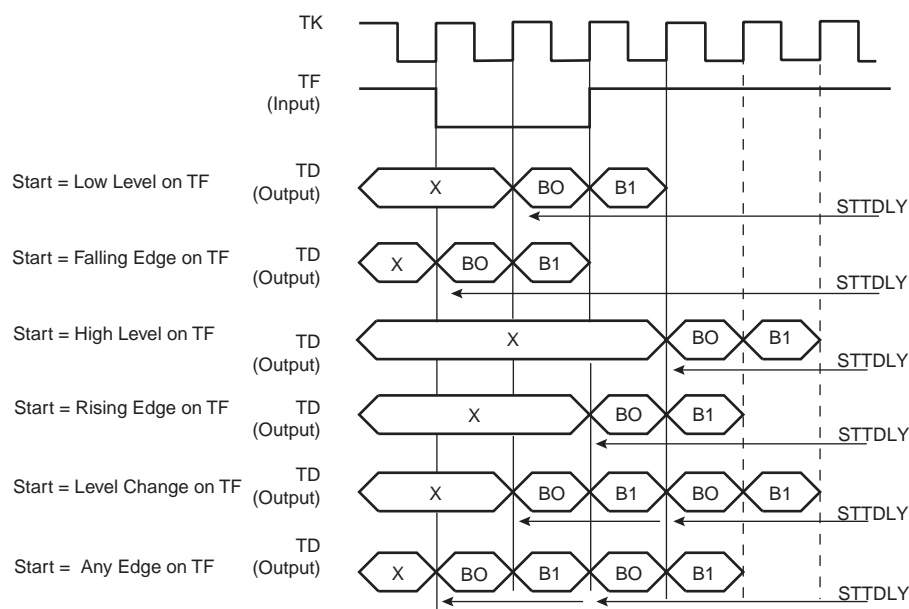 TK
TF
(Input)
Start = Low Level on TF
TD
(Output)
X
BO
B1
STTDLY
Start = Falling Edge on TF
TD
(Output)
X
BO
B1
STTDLY
Start = High Level on TF
TD
(Output)
X
BO
B1
STTDLY
Start = Rising Edge on TF
TD
(Output)
X
BO
B1
STTDLY
Start = Level Change on TF
TD
(Output)
X
BO
B1
BO
B1
STTDLY
Start = Any Edge on TF
TD
(Output)
X
BO
B1
BO
B1
STTDLY